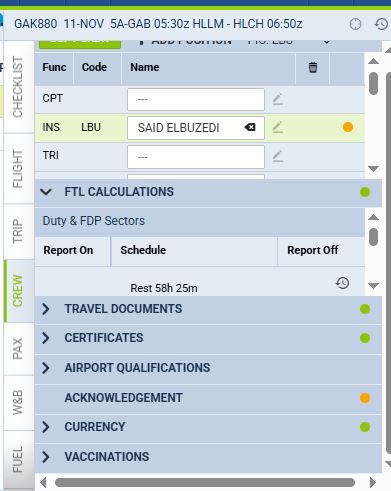 GAK880 11-NOV 5A-GAB 05:30z HLLM - HLCH 06:50z
Func Code Name
CPT ---
INS LBU SAID ELBUZEDI
TRI ---
FTL CALCULATIONS
Duty & FDP Sectors
Report On Schedule Report Off
Rest 58h 25m
TRAVEL DOCUMENTS
CERTIFICATES
AIRPORT QUALIFICATIONS
ACKNOWLEDGEMENT
CURRENCY
VACCINATIONS
CHECKLIST
FLIGHT
TRIP
CREW
PAX
W&B
FUEL